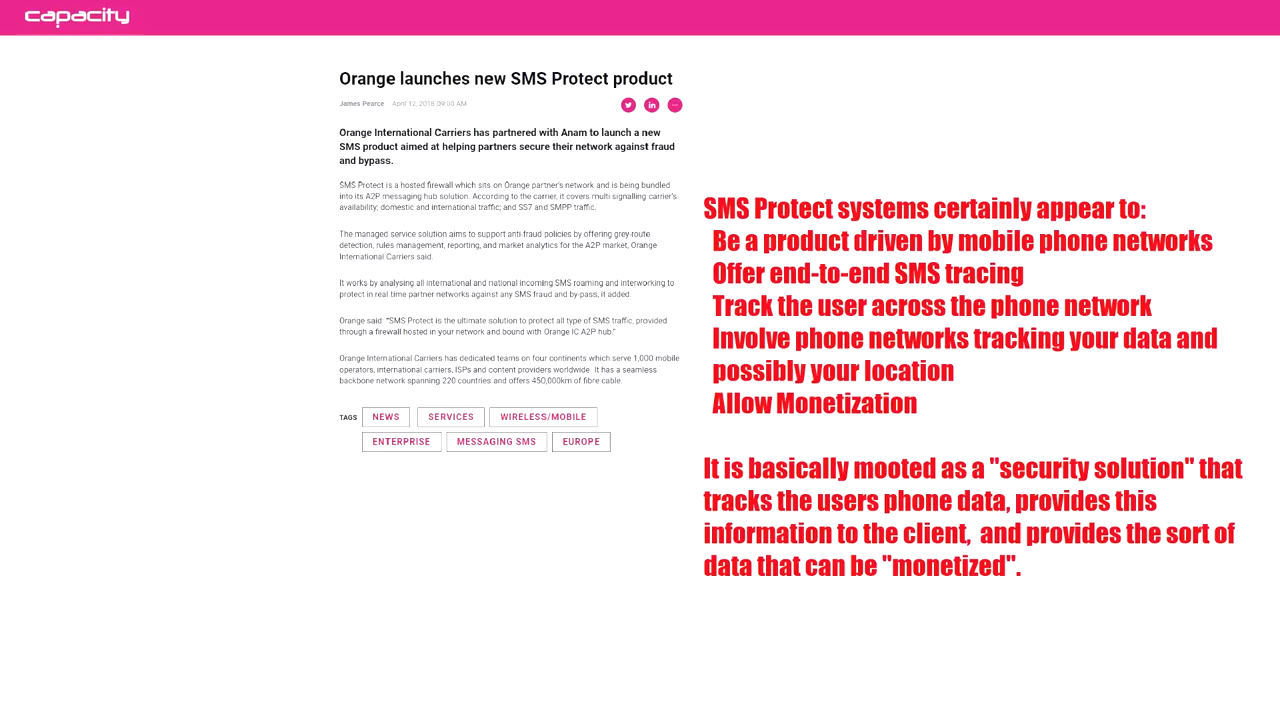 capacity
Orange launches new SMS Protect product
James Pearce April 12, 2018 09:00 AM
Orange International Carriers has partnered with Anam to launch a new
SMS product aimed at helping partners secure their network against fraud
and bypass.
SMS Protect is a hosted firewall which sits on Orange partner's network and is being bundled
into its A2P messaging hub solution. According to the carrier, it covers multi signalling carrier's
availability; domestic and international traffic; and SS7 and SMPP traffic.
The managed service solution aims to support anti-fraud policies by offering grey-route
detection, rules management, reporting, and market analytics for the A2P market, Orange
International Carriers said.
It works by analysing all international and national incoming SMS roaming and interworking to
protect in real time partner networks against any SMS fraud and by-pass, it added.
Orange said: "SMS Protect is the ultimate solution to protect all type of SMS traffic, provided
through a firewall hosted in your network and bound with Orange IC A2P hub."
Orange International Carriers has dedicated teams on four continents which serve 1,000 mobile
operators, international carriers, ISPs and content providers worldwide. It has a seamless
backbone network spanning 220 countries and offers 450,000km of fibre cable.
TAGS NEWS SERVICES WIRELESS/MOBILE
ENTERPRISE MESSAGING SMS EUROPE
SMS Protect systems certainly appear to:
Be a product driven by mobile phone networks
Offer end-to-end SMS tracing
Track the user across the phone network
Involve phone networks tracking your data and
possibly your location
Allow Monetization
It is basically mooted as a "security solution" that
tracks the users phone data, provides this
information to the client, and provides the sort of
data that can be "monetized".